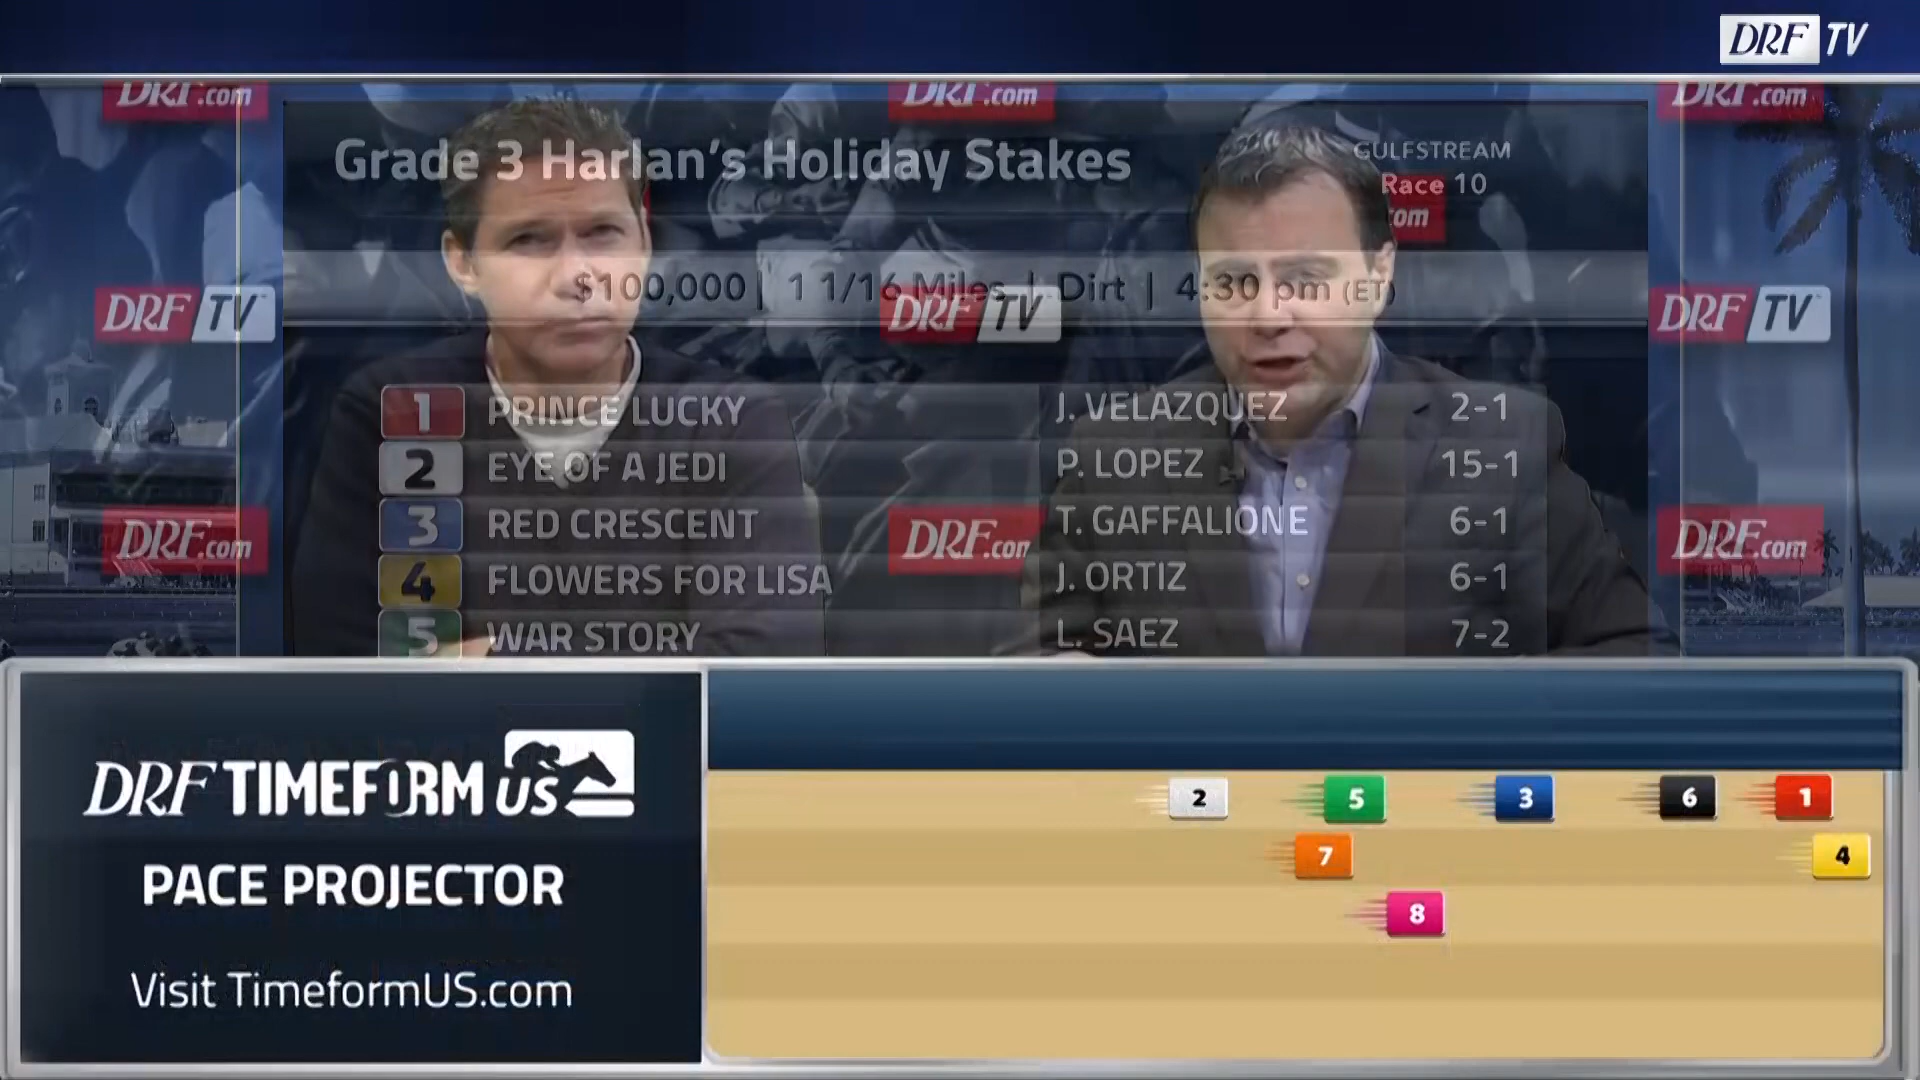 DRF TV
DRF.com
DRF.com
DRF.com
Grade 3 Harlan's Holiday Stakes
GULFSTREAM
Race 10
.com
$100,000 | 1 1/16 Miles | Dirt | 4:30 pm (ET)
DRF TV
DRF TV
DRF TV
1 PRINCE LUCKY J. VELAZQUEZ 2-1
2 EYE OF A JEDI P. LOPEZ 15-1
3 RED CRESCENT T. GAFFALIONE 6-1
DRF.com
DRF.com
DRF.com
4 FLOWERS FOR LISA J. ORTIZ 6-1
5 WAR STORY L. SAEZ 7-2
DRF TIMEFORM US
PACE PROJECTOR
Visit TimeformUS.com
2 5 3 6 1
7 4
8